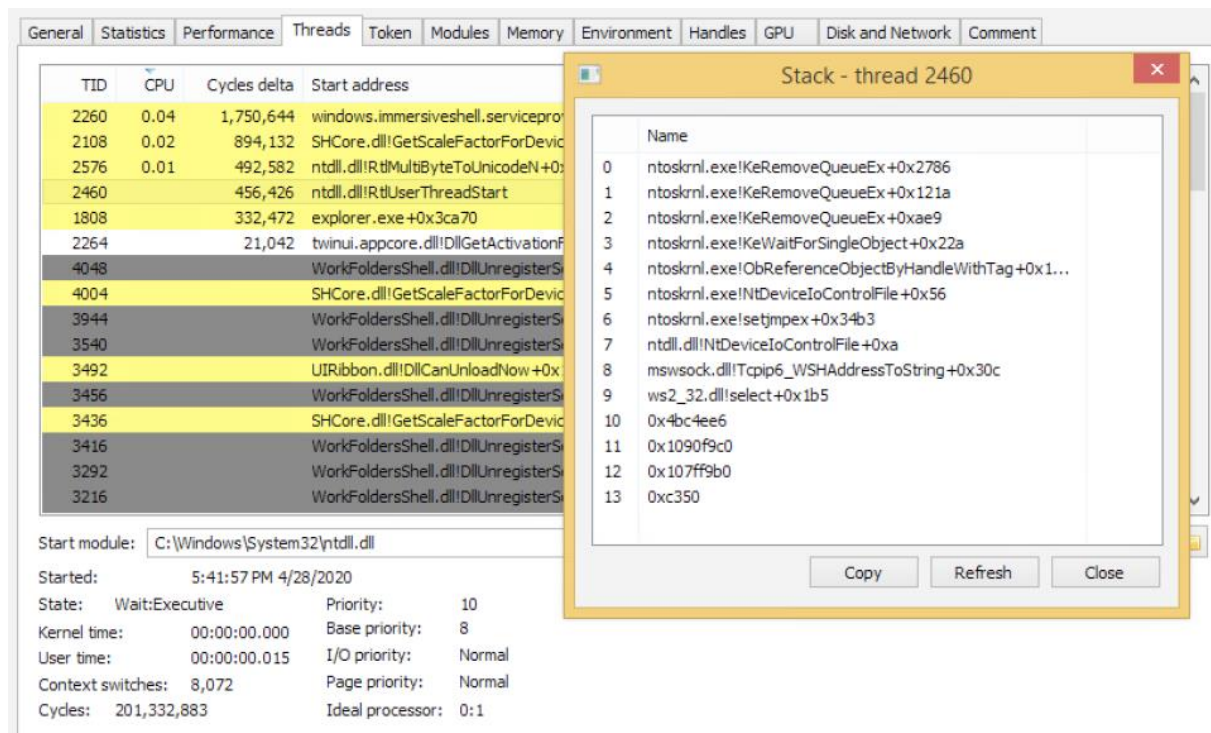 General Statistics Performance Threads Token Modules Memory Environment Handles GPU Disk and Network Comment
TID CPU Cycles delta Start address
2260 0.04 1,750,644 windows.immersiveshell.servicepro
2108 0.02 894,132 SHCore.dll!GetScaleFactorForDevic
2576 0.01 492,582 ntdll.dll!RtlMultiByteToUnicodeN+0
2460 456,426 ntdll.dll!RtlUserThreadStart
1808 332,472 explorer.exe+0x3ca70
2264 21,042 twinui.appcore.dll!DllGetActivationF
4048 WorkFoldersShell.dll!DllUnregisterS
4004 SHCore.dll!GetScaleFactorForDevic
3944 WorkFoldersShell.dll!DllUnregisterS
3540 WorkFoldersShell.dll!DllUnregisterS
3492 UIRibbon.dll!DllCanUnloadNow+0x
3456 WorkFoldersShell.dll!DllUnregisterS
3436 SHCore.dll!GetScaleFactorForDevic
3416 WorkFoldersShell.dll!DllUnregisterS
3292 WorkFoldersShell.dll!DllUnregisterS
3216 WorkFoldersShell.dll!DllUnregisterS
Start module: C:\Windows\System32\ntdll.dll
Started: 5:41:57 PM 4/28/2020
State: Wait:Executive Priority: 10
Kernel time: 00:00:00.000 Base priority: 8
User time: 00:00:00.015 I/O priority: Normal
Context switches: 8,072 Page priority: Normal
Cycles: 201,332,883 Ideal processor: 0:1
Stack - thread 2460
Name
0 ntoskrnl.exe!KeRemoveQueueEx+0x2786
1 ntoskrnl.exe!KeRemoveQueueEx+0x121a
2 ntoskrnl.exe!KeRemoveQueueEx+0xae9
3 ntoskrnl.exe!KeWaitForSingleObject+0x22a
4 ntoskrnl.exe!ObReferenceObjectByHandleWithTag+0x1...
5 ntoskrnl.exe!NtDeviceIoControlFile+0x56
6 ntoskrnl.exe!setjmpex+0x34b3
7 ntdll.dll!NtDeviceIoControlFile+0xa
8 mswsock.dll!Tcpip6_WSHAddressToString+0x30c
9 ws2_32.dll!select+0x1b5
10 0x4bc4ee6
11 0x1090f9c0
12 0x107ff9b0
13 0xc350
Copy Refresh Close